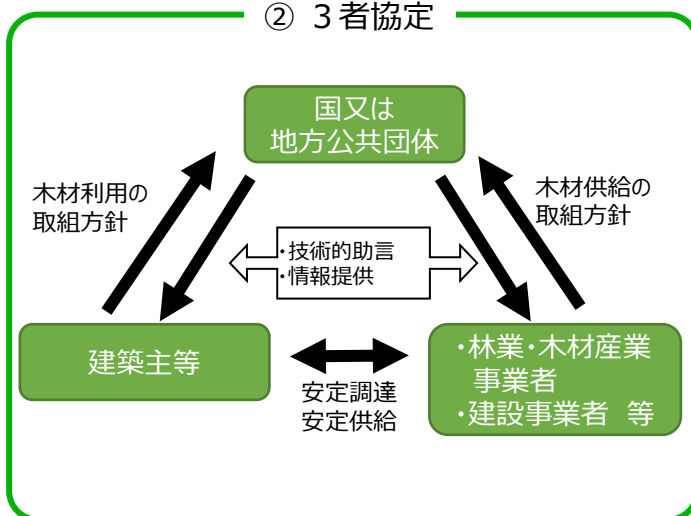 ② 3者協定
国又は
地方公共団体
木材利用の
取組方針
木材供給の
取組方針
・技術的助言
・情報提供
建築主等
安定調達
安定供給
・林業・木材産業
事業者
・建設事業者 等